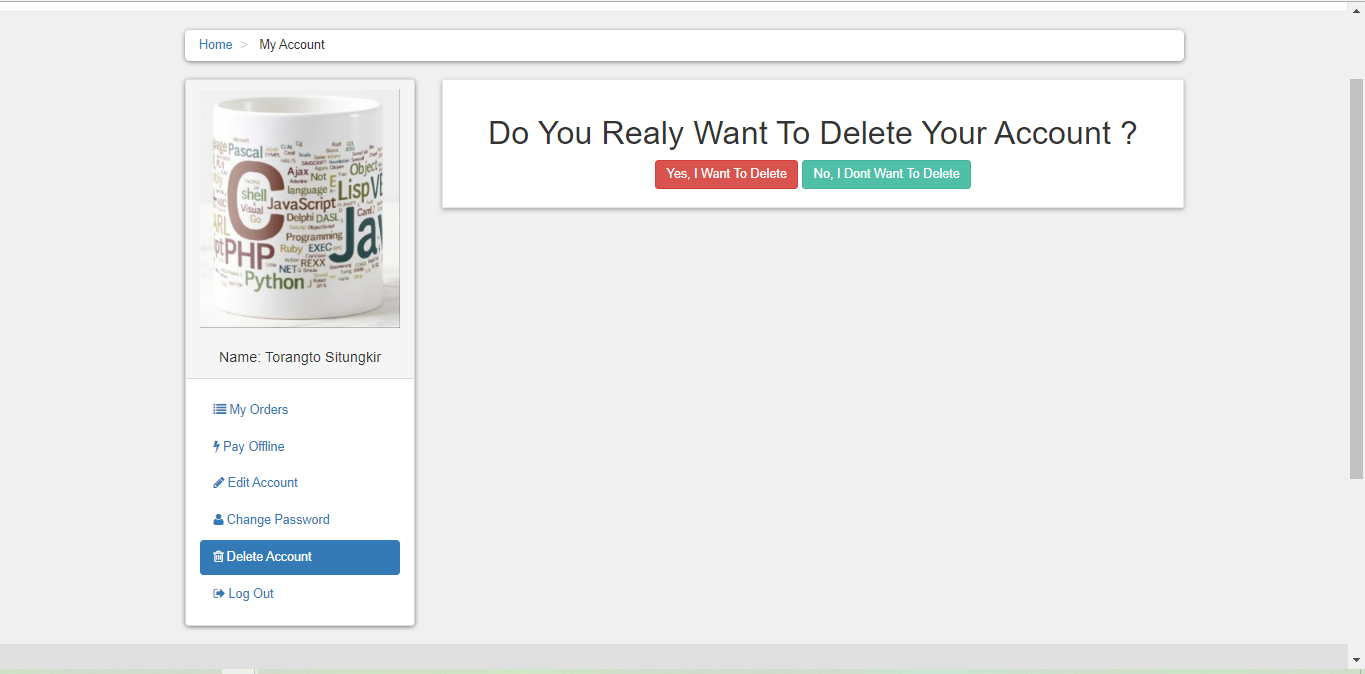 Home > My Account
Do You Realy Want To Delete Your Account ?
Yes, I Want To Delete No, I Dont Want To Delete
Pascal
Ajax
Not
Object
language
Lisp
shell
C
Visual
JavaScript
Go
Delphi DASL
Programming
PHP
Ruby EXEC
NET
REXX
Python
Name: Torangto Situngkir
My Orders
Pay Offline
Edit Account
Change Password
Delete Account
Log Out